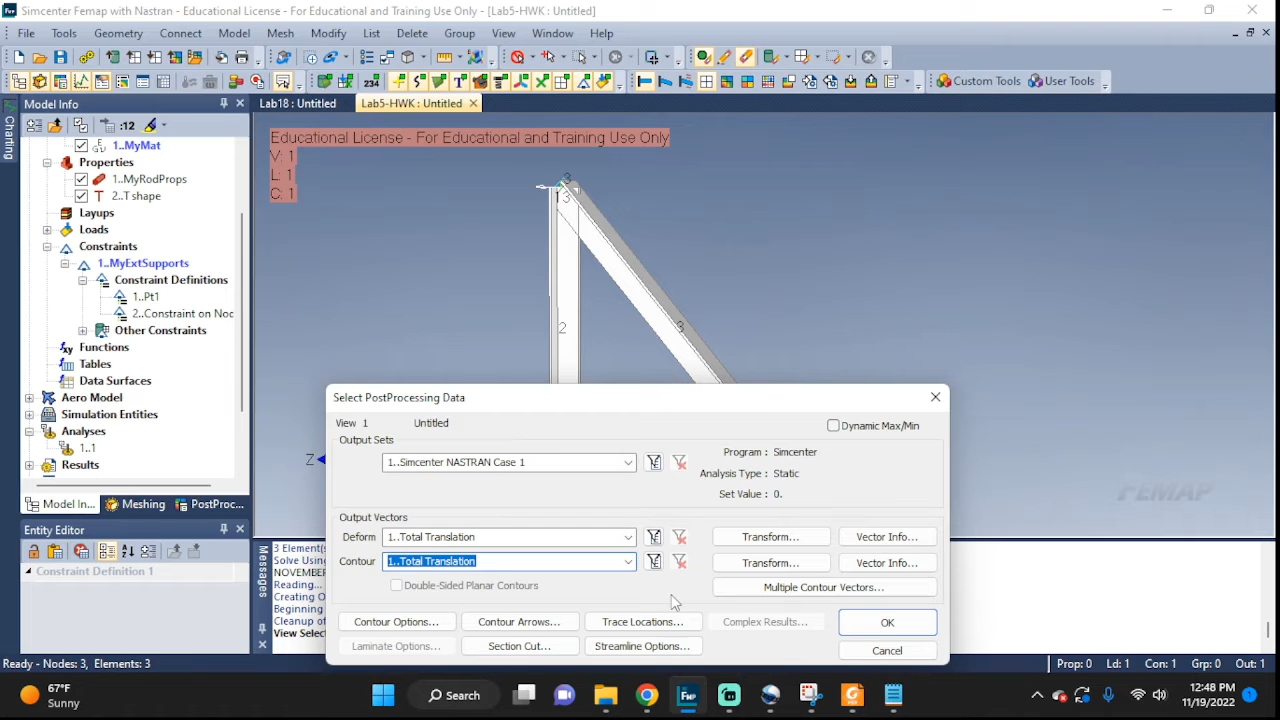 Simcenter Femap with Nastran - Educational License - For Educational and Training Use Only - [Lab5-HWK : Untitled]
File Tools Geometry Connect Model Mesh Modify List Delete Group View Window Help
234
Custom Tools User Tools
Charting
Model Info
Lab18 : Untitled
Lab5-HWK : Untitled
:12
1..MyMat
Properties
1..MyRodProps
2..T shape
Layups
Loads
Constraints
1..MyExtSupports
Constraint Definitions
1..Pt1
2..Constraint on Noc
Other Constraints
Functions
Tables
Data Surfaces
Aero Model
Simulation Entities
Analyses
1..1
Results
Model In... Meshing PostProc...
Entity Editor
Constraint Definition 1
Educational License - For Educational and Training Use Only
V: 1
L: 1
C: 1
3
2
3
Z
FEMAP
Select PostProcessing Data
View 1 Untitled
Dynamic Max/Min
Output Sets
1..Simcenter NASTRAN Case 1
Program : Simcenter
Analysis Type : Static
Set Value : 0.
Output Vectors
Deform 1..Total Translation Transform... Vector Info...
Contour 1..Total Translation Transform... Vector Info...
Double-Sided Planar Contours
Multiple Contour Vectors...
Contour Options... Contour Arrows... Trace Locations... Complex Results... OK
Laminate Options... Section Cut... Streamline Options... Cancel
Messages
3 Element(s
Solve Using
NOVEMBER
Reading...
Creating O
Beginning
Cleanup of
View Selec
Ready - Nodes: 3, Elements: 3
Prop: 0 Ld: 1 Con: 1 Grp: 0 Out: 1
67°F
Sunny
Search
FMP
12:48 PM
11/19/2022
1